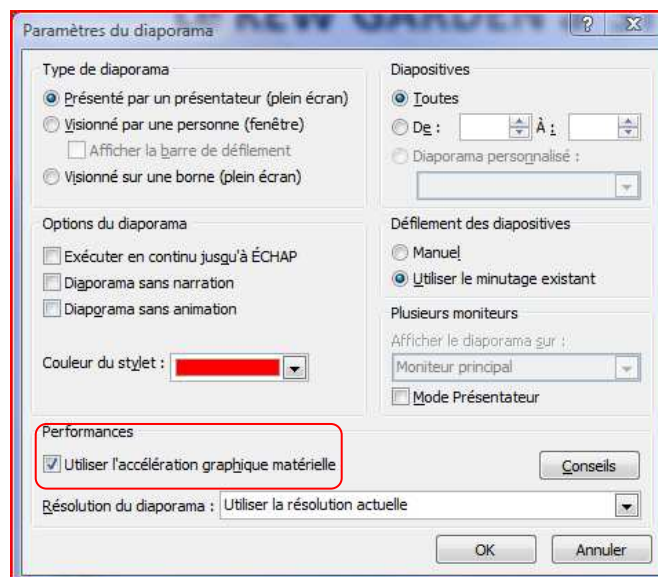 Le KEW GARDEN
Paramètres du diaporama
Type de diaporama
Présenté par un présentateur (plein écran)
Visionné par une personne (fenêtre)
Afficher la barre de défilement
Visionné sur une borne (plein écran)
Diapositives
Toutes
De : À :
Diaporama personnalisé :
Options du diaporama
Exécuter en continu jusqu'à ÉCHAP
Diaporama sans narration
Diaporama sans animation
Couleur du stylet :
Défilement des diapositives
Manuel
Utiliser le minutage existant
Plusieurs moniteurs
Afficher le diaporama sur :
Moniteur principal
Mode Présentateur
Performances
Utiliser l'accélération graphique matérielle
Conseils
Résolution du diaporama : Utiliser la résolution actuelle
OK Annuler